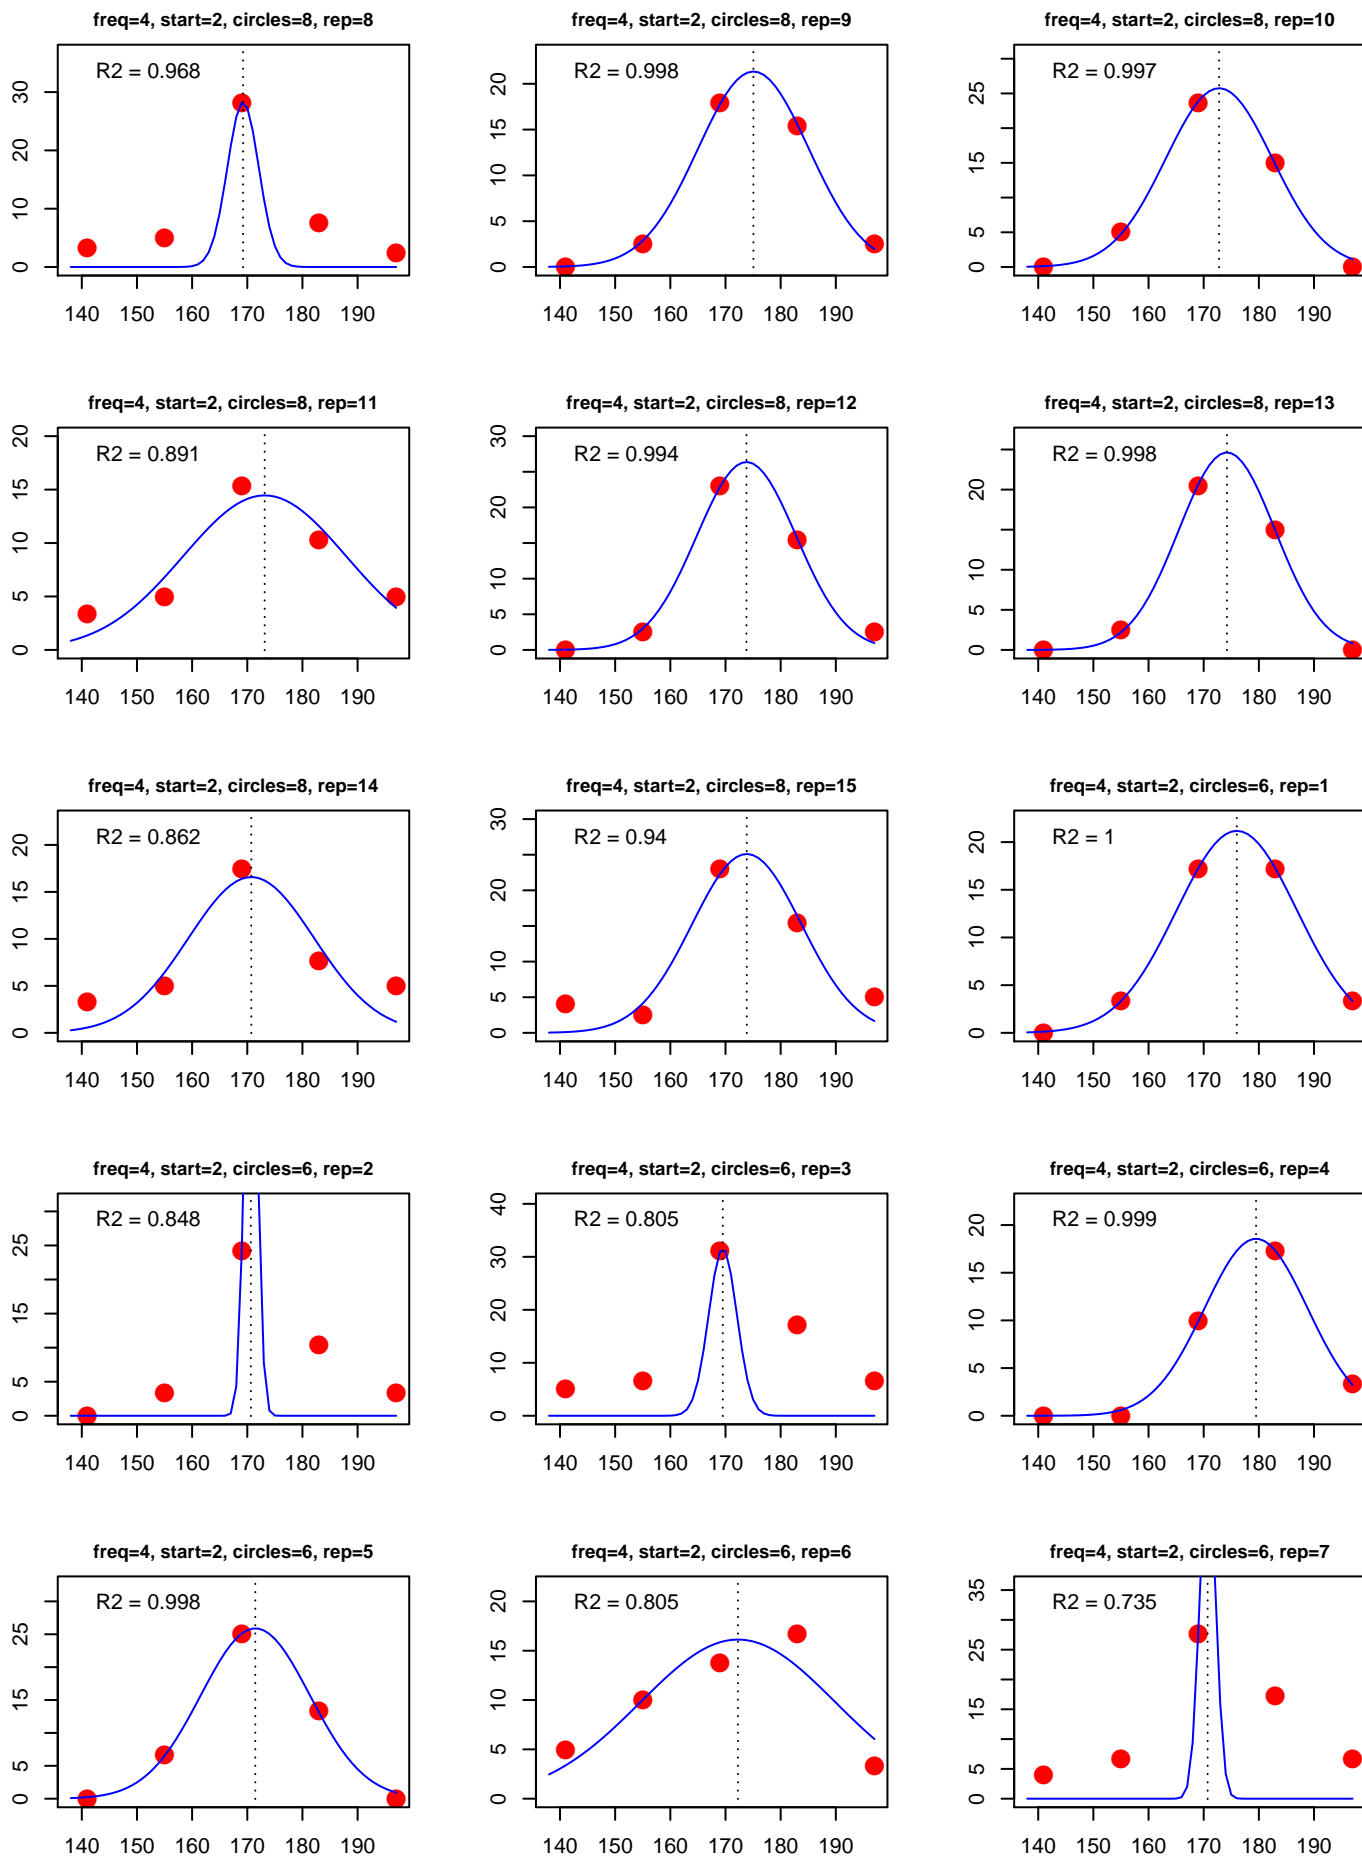 freq=4, start=2, circles=8, rep=8
R2 = 0.968
0 10 20 30
140 150 160 170 180 190
freq=4, start=2, circles=8, rep=9
R2 = 0.998
0 5 10 15 20
140 150 160 170 180 190
freq=4, start=2, circles=8, rep=10
R2 = 0.997
0 5 15 25
140 150 160 170 180 190
freq=4, start=2, circles=8, rep=11
R2 = 0.891
0 5 10 15 20
140 150 160 170 180 190
freq=4, start=2, circles=8, rep=12
R2 = 0.994
0 5 10 20 30
140 150 160 170 180 190
freq=4, start=2, circles=8, rep=13
R2 = 0.998
0 5 10 20
140 150 160 170 180 190
freq=4, start=2, circles=8, rep=14
R2 = 0.862
0 5 10 15 20
140 150 160 170 180 190
freq=4, start=2, circles=8, rep=15
R2 = 0.94
0 5 10 20 30
140 150 160 170 180 190
freq=4, start=2, circles=6, rep=1
R2 = 1
0 5 10 15 20
140 150 160 170 180 190
freq=4, start=2, circles=6, rep=2
R2 = 0.848
0 5 15 25
140 150 160 170 180 190
freq=4, start=2, circles=6, rep=3
R2 = 0.805
0 10 20 30 40
140 150 160 170 180 190
freq=4, start=2, circles=6, rep=4
R2 = 0.999
0 5 10 15 20
140 150 160 170 180 190
freq=4, start=2, circles=6, rep=5
R2 = 0.998
0 5 15 25
140 150 160 170 180 190
freq=4, start=2, circles=6, rep=6
R2 = 0.805
0 5 10 15 20
140 150 160 170 180 190
freq=4, start=2, circles=6, rep=7
R2 = 0.735
0 5 15 25 35
140 150 160 170 180 190